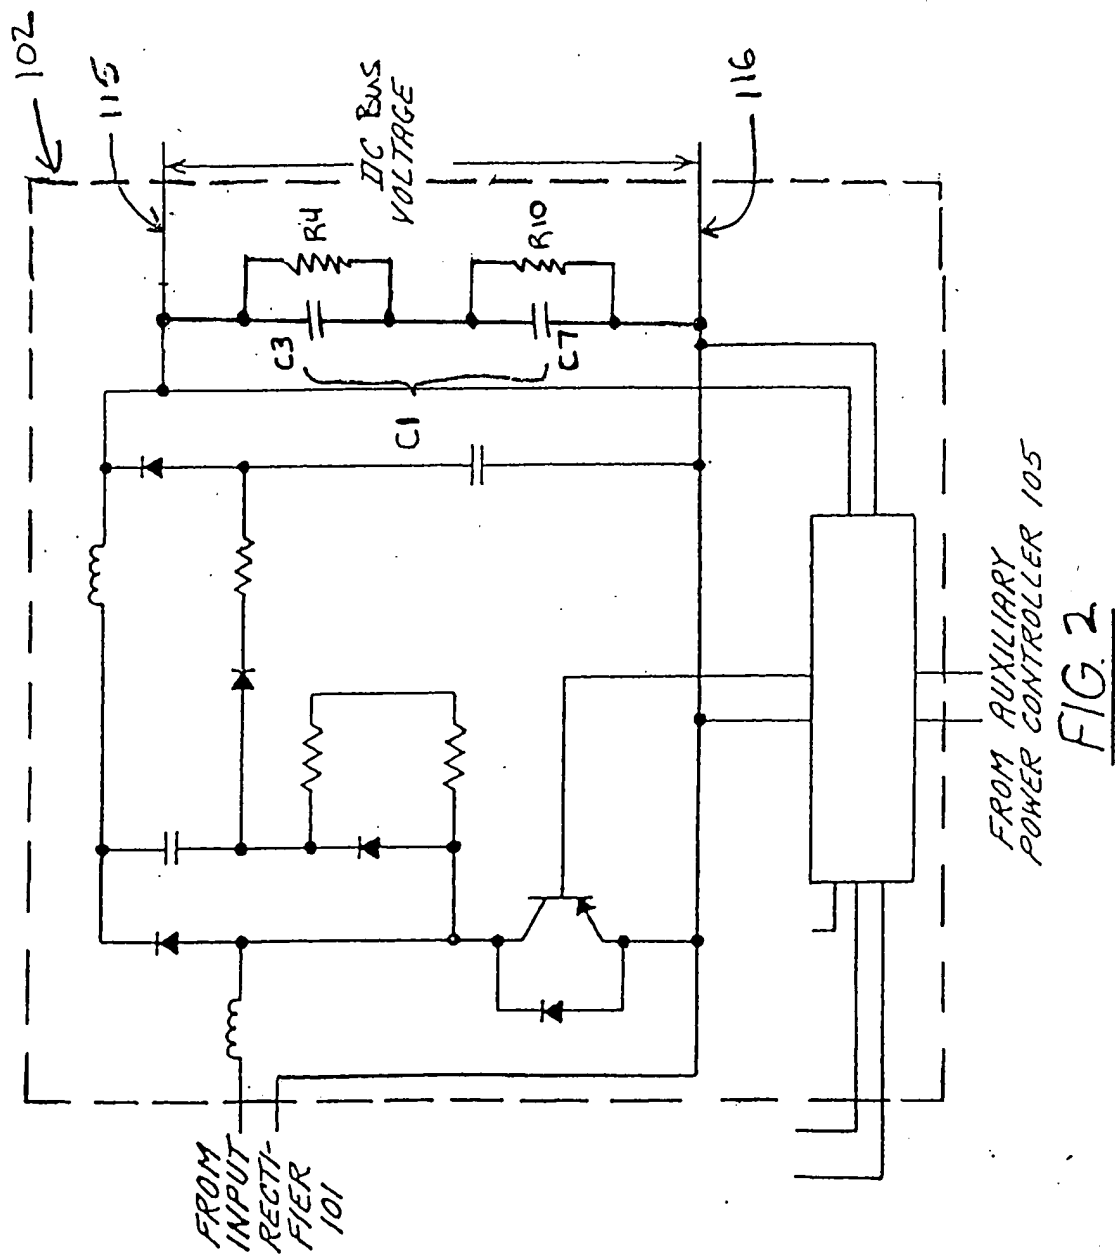 102
115
DC BUS
VOLTAGE
116
R4
R10
C3
C7
C1
FROM
INPUT
RECTI-
FIER
101
FROM AUXILIARY
POWER CONTROLLER 105
FIG. 2